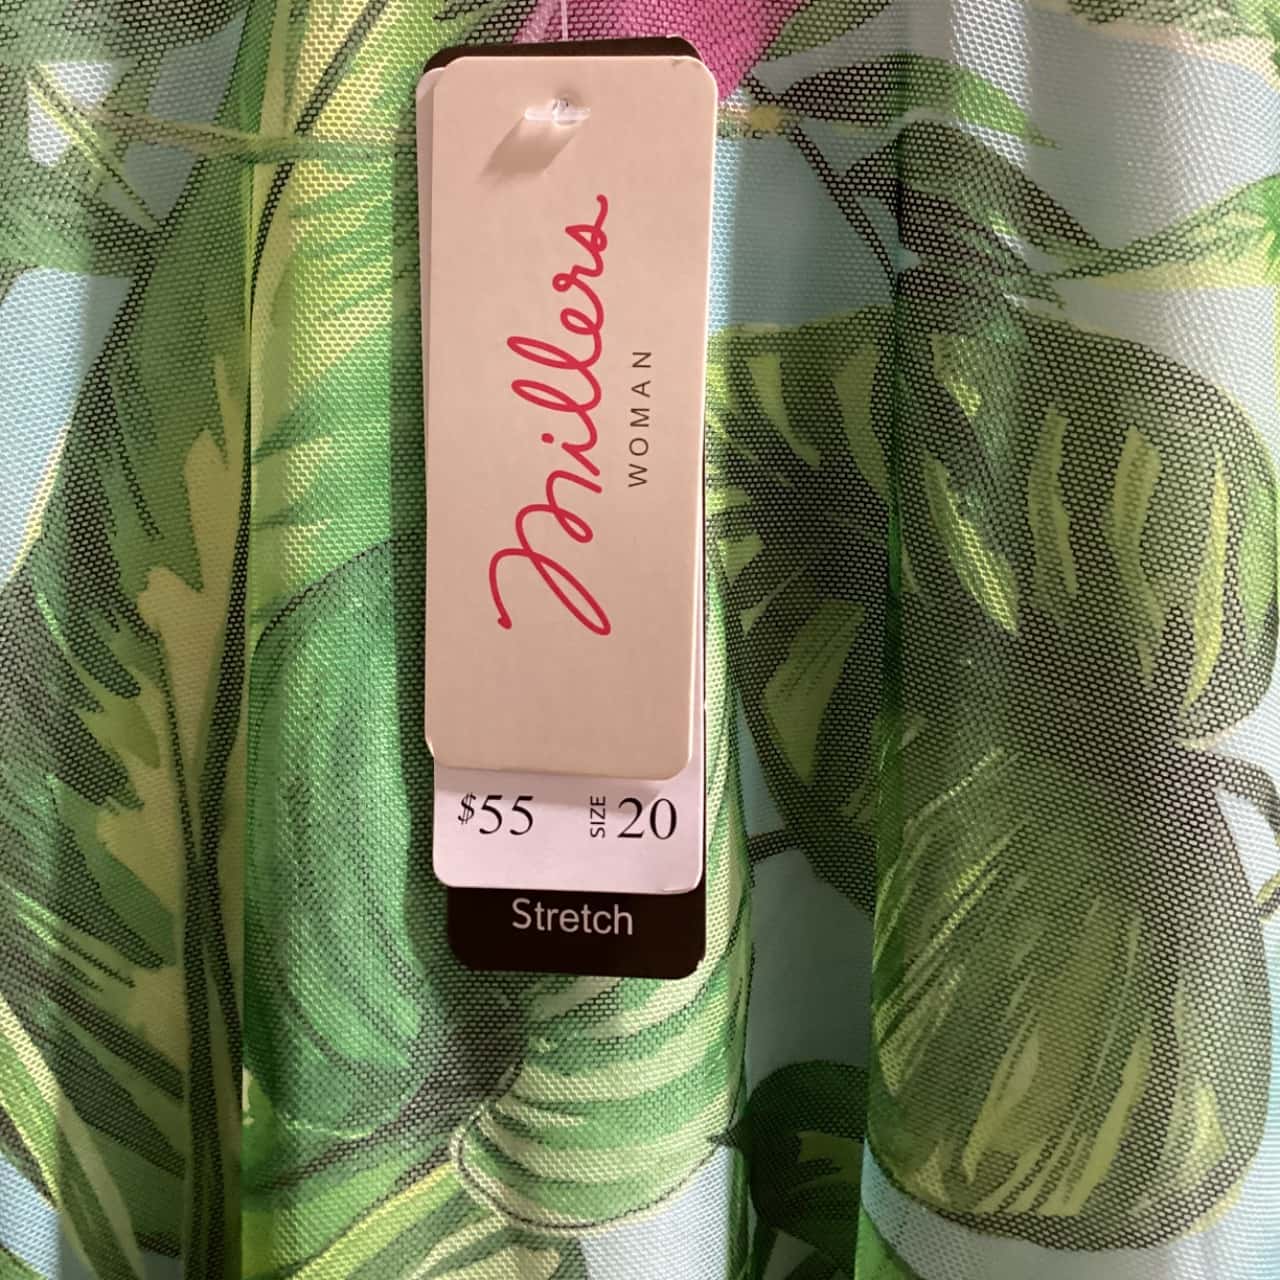 Millers
WOMAN
$55 SIZE 20
Stretch